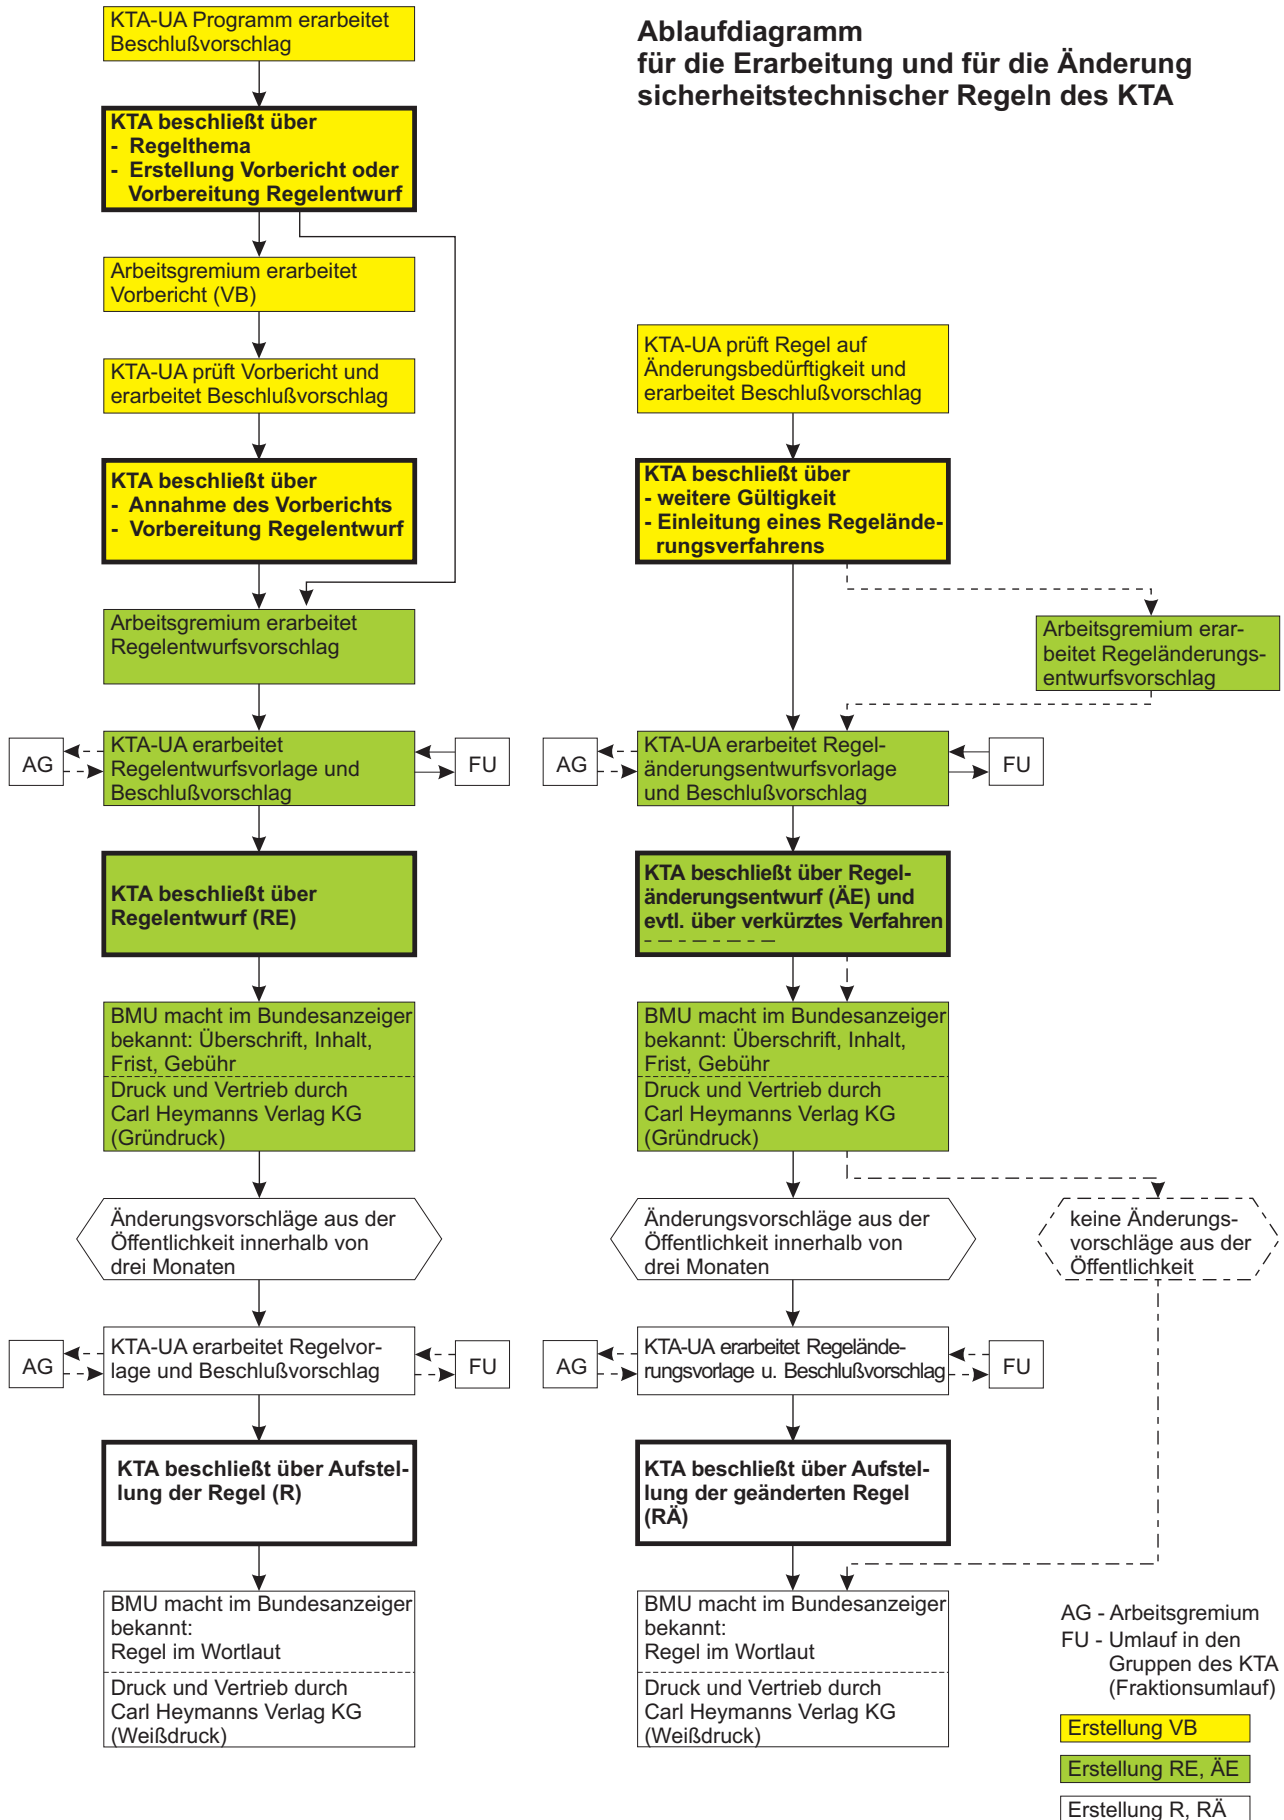 Ablaufdiagramm
für die Erarbeitung und für die Änderung
sicherheitstechnischer Regeln des KTA
KTA-UA Programm erarbeitet
Beschlußvorschlag
KTA beschließt über
- Regelthema
- Erstellung Vorbericht oder
Vorbereitung Regelentwurf
Arbeitsgremium erarbeitet
Vorbericht (VB)
KTA-UA prüft Vorbericht und
erarbeitet Beschlußvorschlag
KTA beschließt über
- Annahme des Vorberichts
- Vorbereitung Regelentwurf
Arbeitsgremium erarbeitet
Regelentwurfsvorschlag
AG
KTA-UA erarbeitet
Regelentwurfsvorlage und
Beschlußvorschlag
FU
KTA beschließt über
Regelentwurf (RE)
BMU macht im Bundesanzeiger
bekannt: Überschrift, Inhalt,
Frist, Gebühr
Druck und Vertrieb durch
Carl Heymanns Verlag KG
(Gründruck)
Änderungsvorschläge aus der
Öffentlichkeit innerhalb von
drei Monaten
AG
KTA-UA erarbeitet Regelvor-
lage und Beschlußvorschlag
FU
KTA beschließt über Aufstel-
lung der Regel (R)
BMU macht im Bundesanzeiger
bekannt:
Regel im Wortlaut
Druck und Vertrieb durch
Carl Heymanns Verlag KG
(Weißdruck)
KTA-UA prüft Regel auf
Änderungsbedürftigkeit und
erarbeitet Beschlußvorschlag
KTA beschließt über
- weitere Gültigkeit
- Einleitung eines Regelände-
rungsverfahrens
Arbeitsgremium erar-
beitet Regeländerungs-
entwurfsvorschlag
AG
KTA-UA erarbeitet Regel-
änderungsentwurfsvorlage
und Beschlußvorschlag
FU
KTA beschließt über Regel-
änderungsentwurf (ÄE) und
evtl. über verkürztes Verfahren
BMU macht im Bundesanzeiger
bekannt: Überschrift, Inhalt,
Frist, Gebühr
Druck und Vertrieb durch
Carl Heymanns Verlag KG
(Gründruck)
Änderungsvorschläge aus der
Öffentlichkeit innerhalb von
drei Monaten
keine Änderungs-
vorschläge aus der
Öffentlichkeit
AG
KTA-UA erarbeitet Regelände-
rungsvorlage u. Beschlußvorschlag
FU
KTA beschließt über Aufstel-
lung der geänderten Regel
(RÄ)
BMU macht im Bundesanzeiger
bekannt:
Regel im Wortlaut
Druck und Vertrieb durch
Carl Heymanns Verlag KG
(Weißdruck)
AG - Arbeitsgremium
FU - Umlauf in den
Gruppen des KTA
(Fraktionsumlauf)
Erstellung VB
Erstellung RE, ÄE
Erstellung R, RÄ